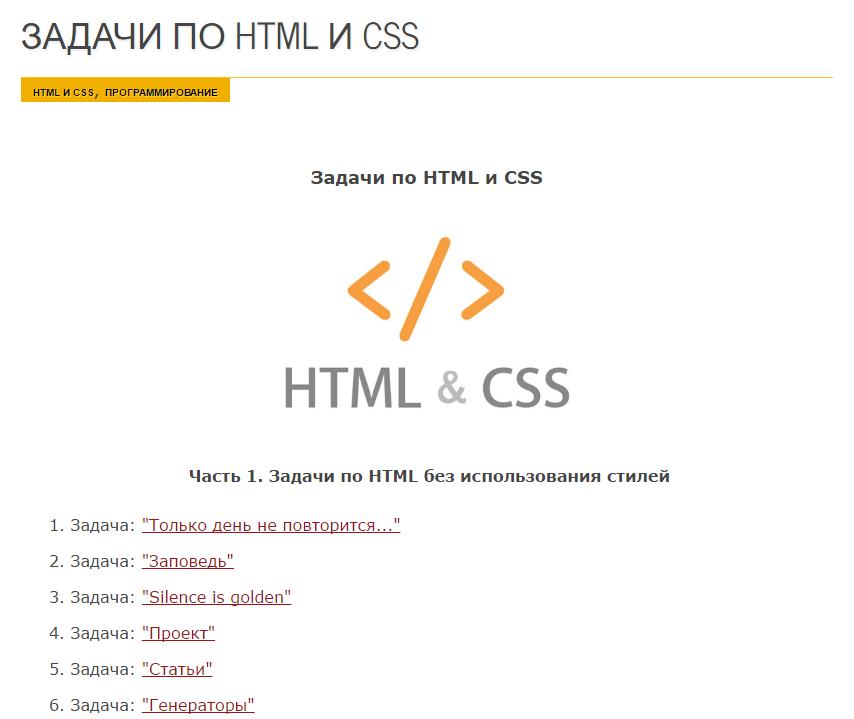 ЗАДАЧИ ПО HTML И CSS
HTML И CSS, ПРОГРАММИРОВАНИЕ
Задачи по HTML и CSS
</>
HTML & CSS
Часть 1. Задачи по HTML без использования стилей
1. Задача: "Только день не повторится..."
2. Задача: "Заповедь"
3. Задача: "Silence is golden"
4. Задача: "Проект"
5. Задача: "Статьи"
6. Задача: "Генераторы"